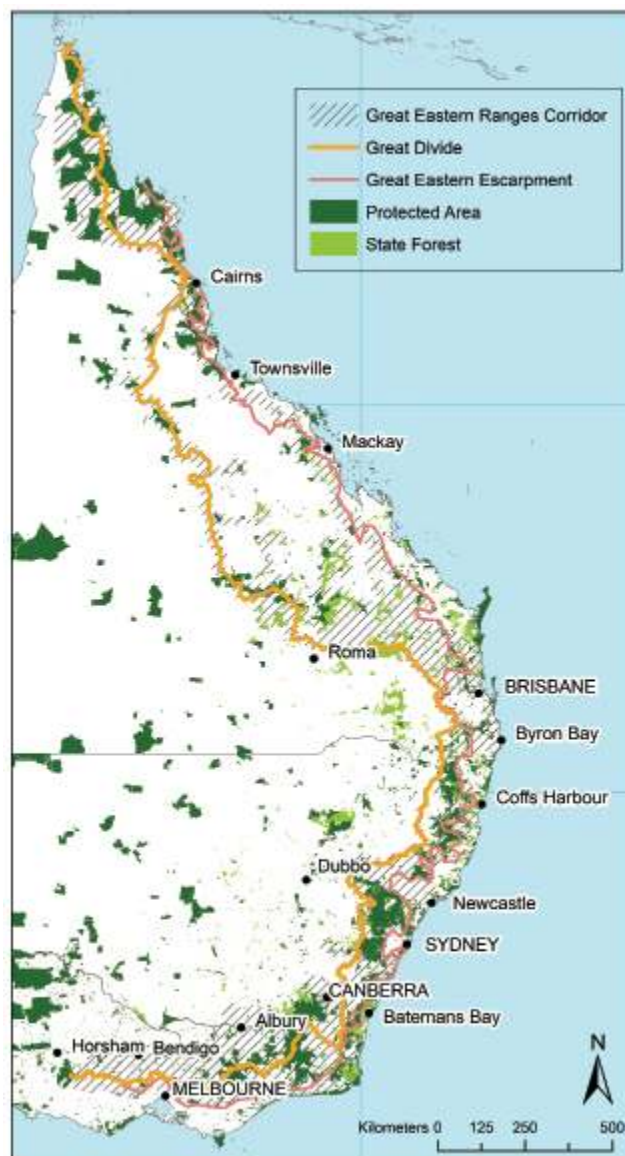 Great Eastern Ranges Corridor
Great Divide
Great Eastern Escarpment
Protected Area
State Forest
Cairns
Townsville
Mackay
Roma
BRISBANE
Byron Bay
Coffs Harbour
Dubbo
Newcastle
SYDNEY
CANBERRA
Batemans Bay
Albury
Horsham
Bendigo
MELBOURNE
N
Kilometers 0 125 250 500